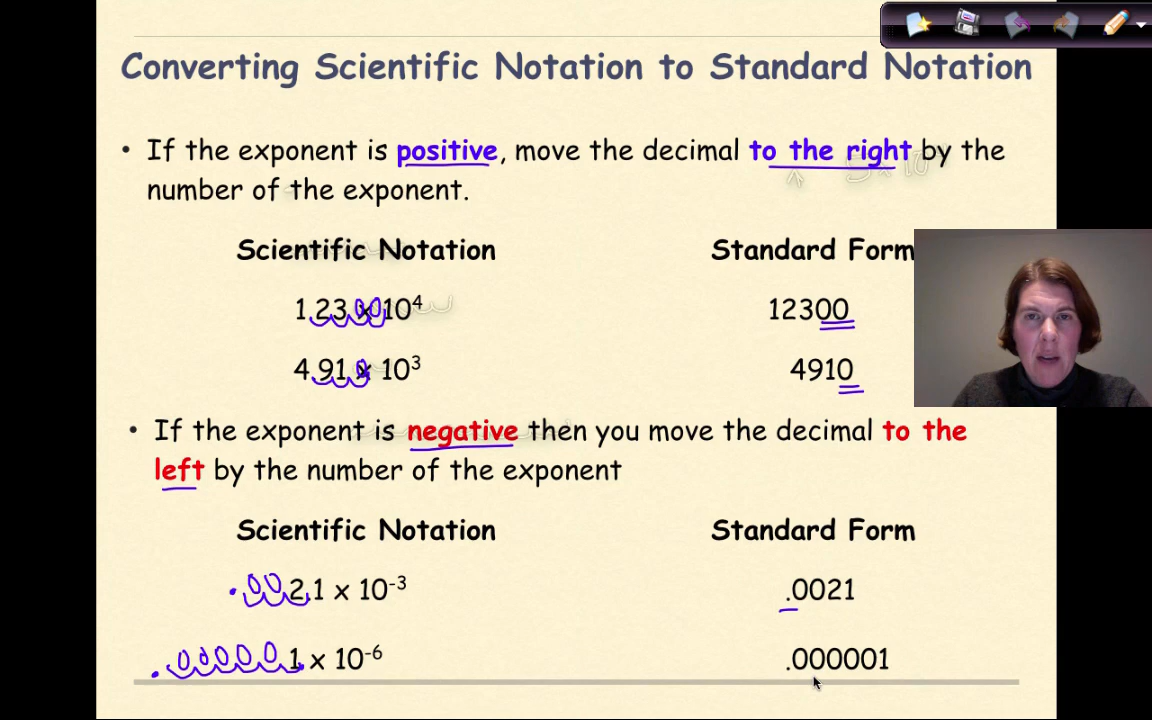 Converting Scientific Notation to Standard Notation
• If the exponent is positive, move the decimal to the right by the
number of the exponent.
Scientific Notation Standard Form
1.23 x 10⁴ 12300
4.91 x 10³ 4910
• If the exponent is negative then you move the decimal to the
left by the number of the exponent
Scientific Notation Standard Form
.002.1 x 10⁻³ .0021
.000001. x 10⁻⁶ .000001